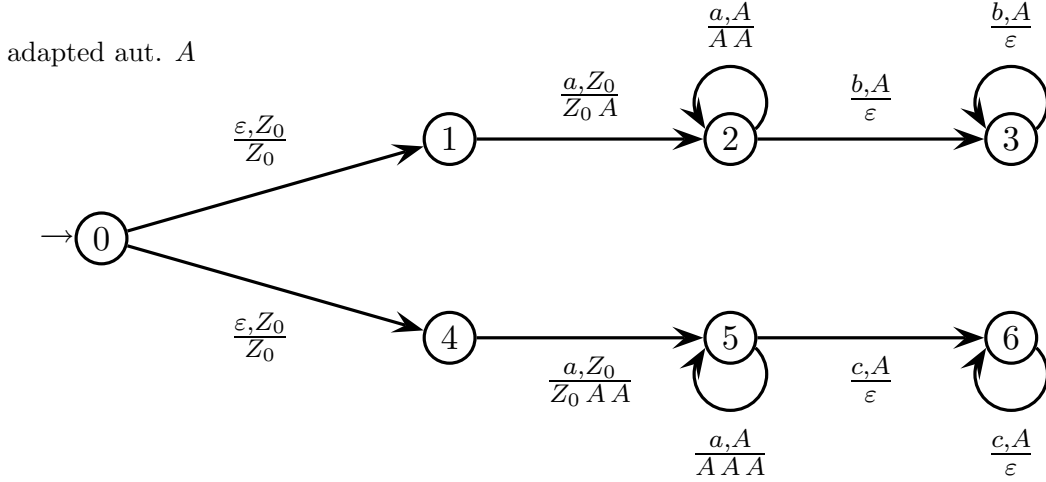 adapted aut. A
a,A
A A
b,A
ε
a,Z₀
Z₀ A
b,A
ε
ε,Z₀
Z₀
1
2
3
→ 0
ε,Z₀
Z₀
4
5
6
a,Z₀
Z₀ A A
c,A
ε
a,A
A A A
c,A
ε